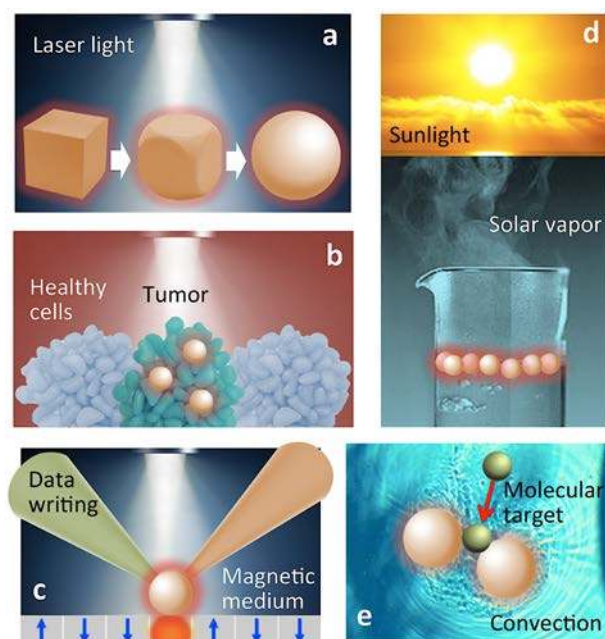 a
Laser light
b
Healthy
cells
Tumor
Data
writing
c
Magnetic
medium
d
Sunlight
Solar vapor
Molecular
target
e
Convection